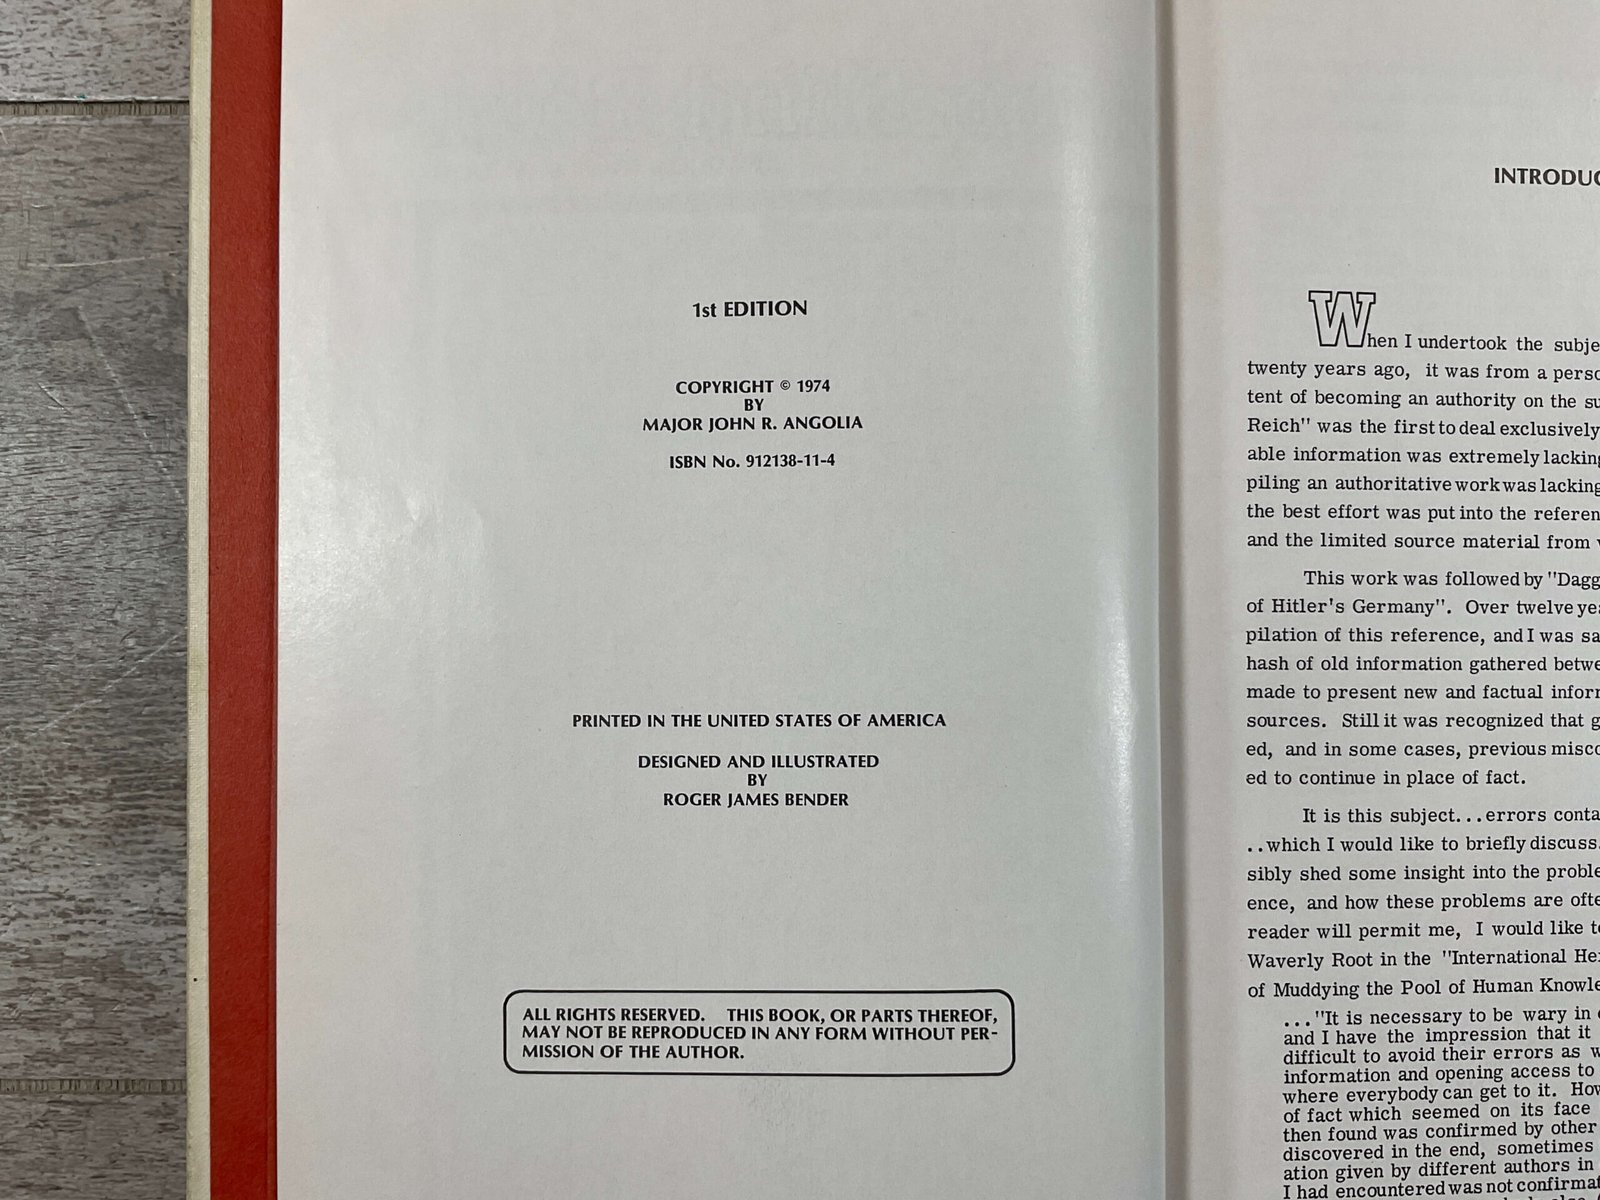 1st EDITION
COPYRIGHT © 1974
BY
MAJOR JOHN R. ANGOLIA
ISBN No. 912138-11-4
PRINTED IN THE UNITED STATES OF AMERICA
DESIGNED AND ILLUSTRATED
BY
ROGER JAMES BENDER
ALL RIGHTS RESERVED. THIS BOOK, OR PARTS THEREOF,
MAY NOT BE REPRODUCED IN ANY FORM WITHOUT PER-
MISSION OF THE AUTHOR.
INTRODUC
When I undertook the subje
twenty years ago, it was from a perso
tent of becoming an authority on the su
Reich" was the first to deal exclusively
able information was extremely lacking
piling an authoritative work was lacking
the best effort was put into the referen
and the limited source material from
This work was followed by "Dagg
of Hitler's Germany". Over twelve yea
pilation of this reference, and I was sa
hash of old information gathered betwe
made to present new and factual infor
sources. Still it was recognized that g
ed, and in some cases, previous misco
ed to continue in place of fact.
It is this subject...errors conta
..which I would like to briefly discuss.
sibly shed some insight into the proble
ence, and how these problems are ofte
reader will permit me, I would like to
Waverly Root in the "International He
of Muddying the Pool of Human Knowle
..."It is necessary to be wary in
and I have the impression that it
difficult to avoid their errors as w
information and opening access to
where everybody can get to it. How
of fact which seemed on its face
then found was confirmed by other
discovered in the end, sometimes
ation given by different authors in
I had encountered was not confirmat